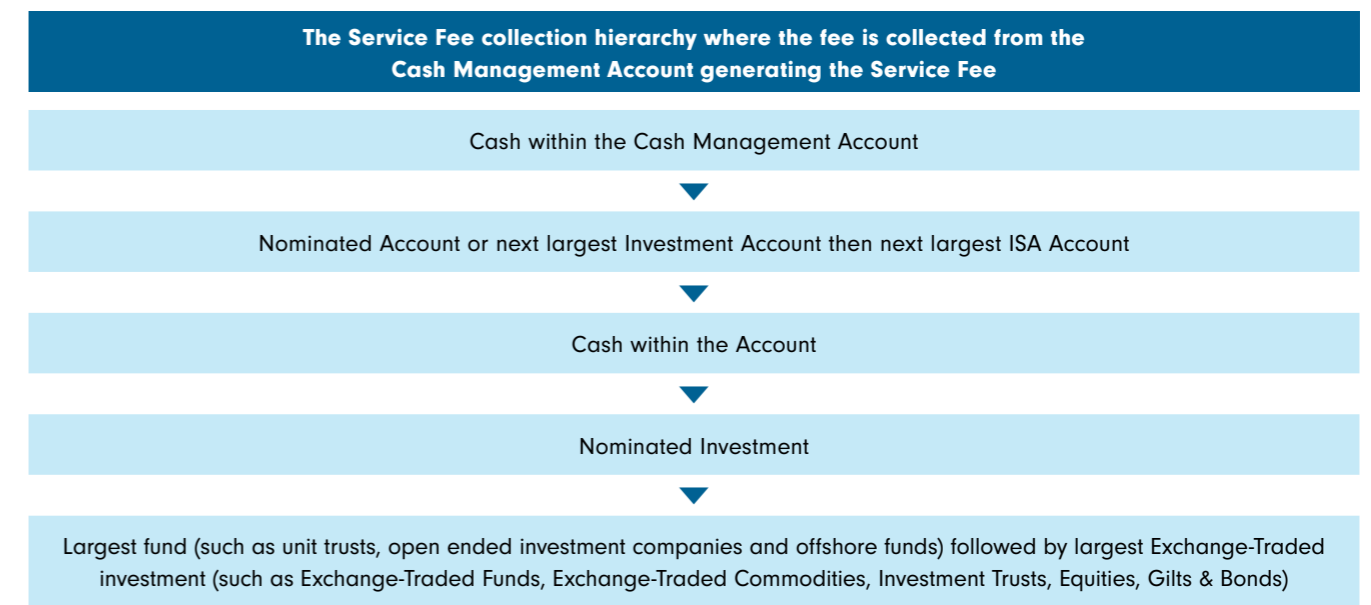 The Service Fee collection hierarchy where the fee is collected from the
Cash Management Account generating the Service Fee
Cash within the Cash Management Account
Nominated Account or next largest Investment Account then next largest ISA Account
Cash within the Account
Nominated Investment
Largest fund (such as unit trusts, open ended investment companies and offshore funds) followed by largest Exchange-Traded
investment (such as Exchange-Traded Funds, Exchange-Traded Commodities, Investment Trusts, Equities, Gilts & Bonds)